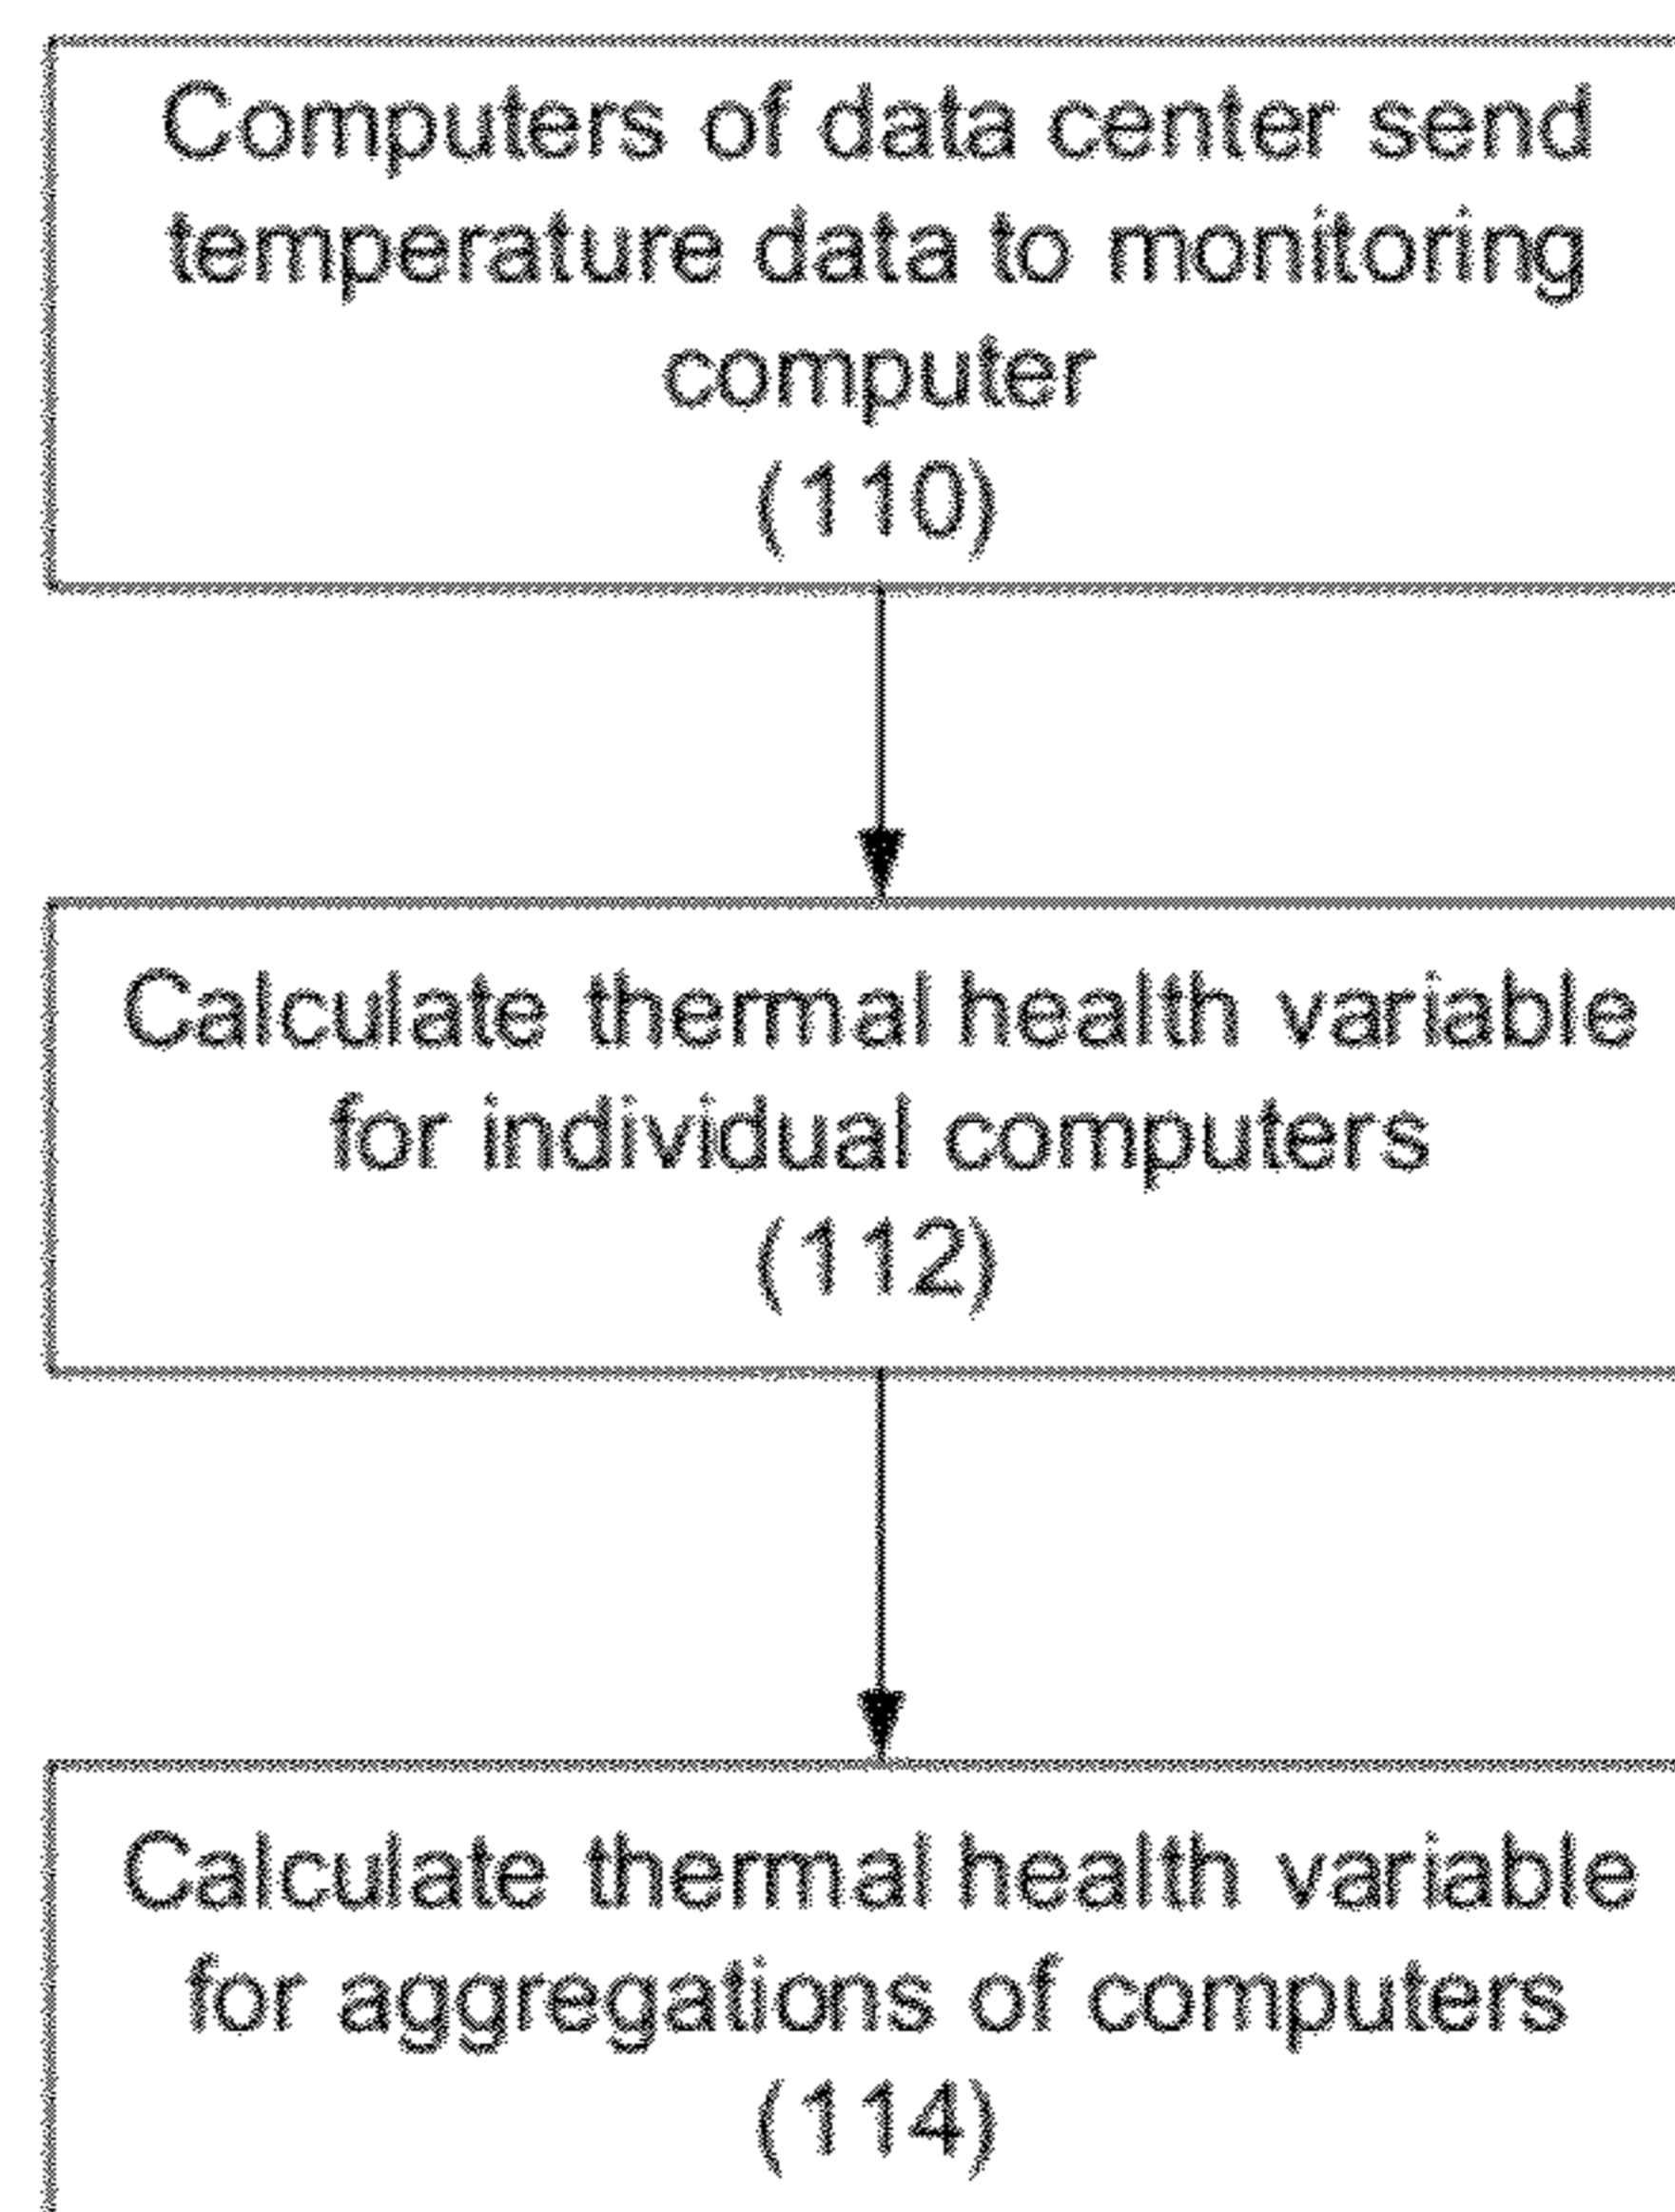 Computers of data center send
temperature data to monitoring
computer
(110)
Calculate thermal health variable
for individual computers
(112)
Calculate thermal health variable
for aggregations of computers
(114)